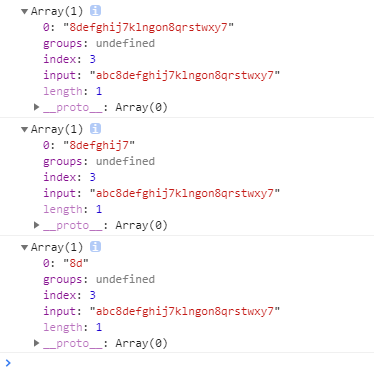 ▼Array(1) i
0: "8defghij7klngon8qrstwxy7"
groups: undefined
index: 3
input: "abc8defghij7klngon8qrstwxy7"
length: 1
▶__proto__: Array(0)
▼Array(1) i
0: "8defghij7"
groups: undefined
index: 3
input: "abc8defghij7klngon8qrstwxy7"
length: 1
▶__proto__: Array(0)
▼Array(1) i
0: "8d"
groups: undefined
index: 3
input: "abc8defghij7klngon8qrstwxy7"
length: 1
▶__proto__: Array(0)
>